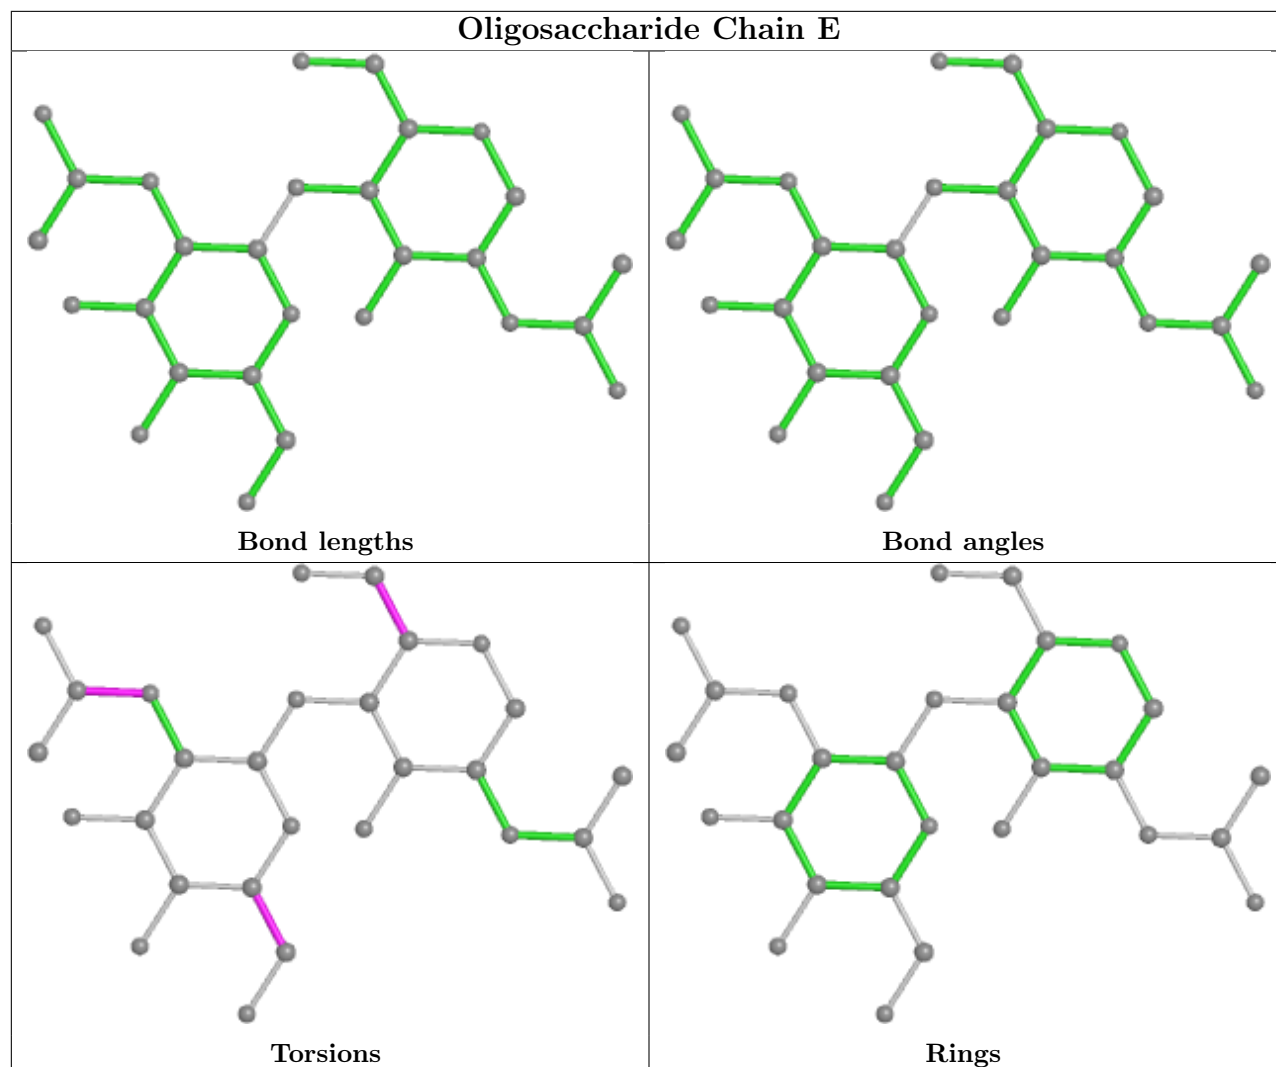 Oligosaccharide Chain E
Bond lengths
Bond angles
Torsions
Rings